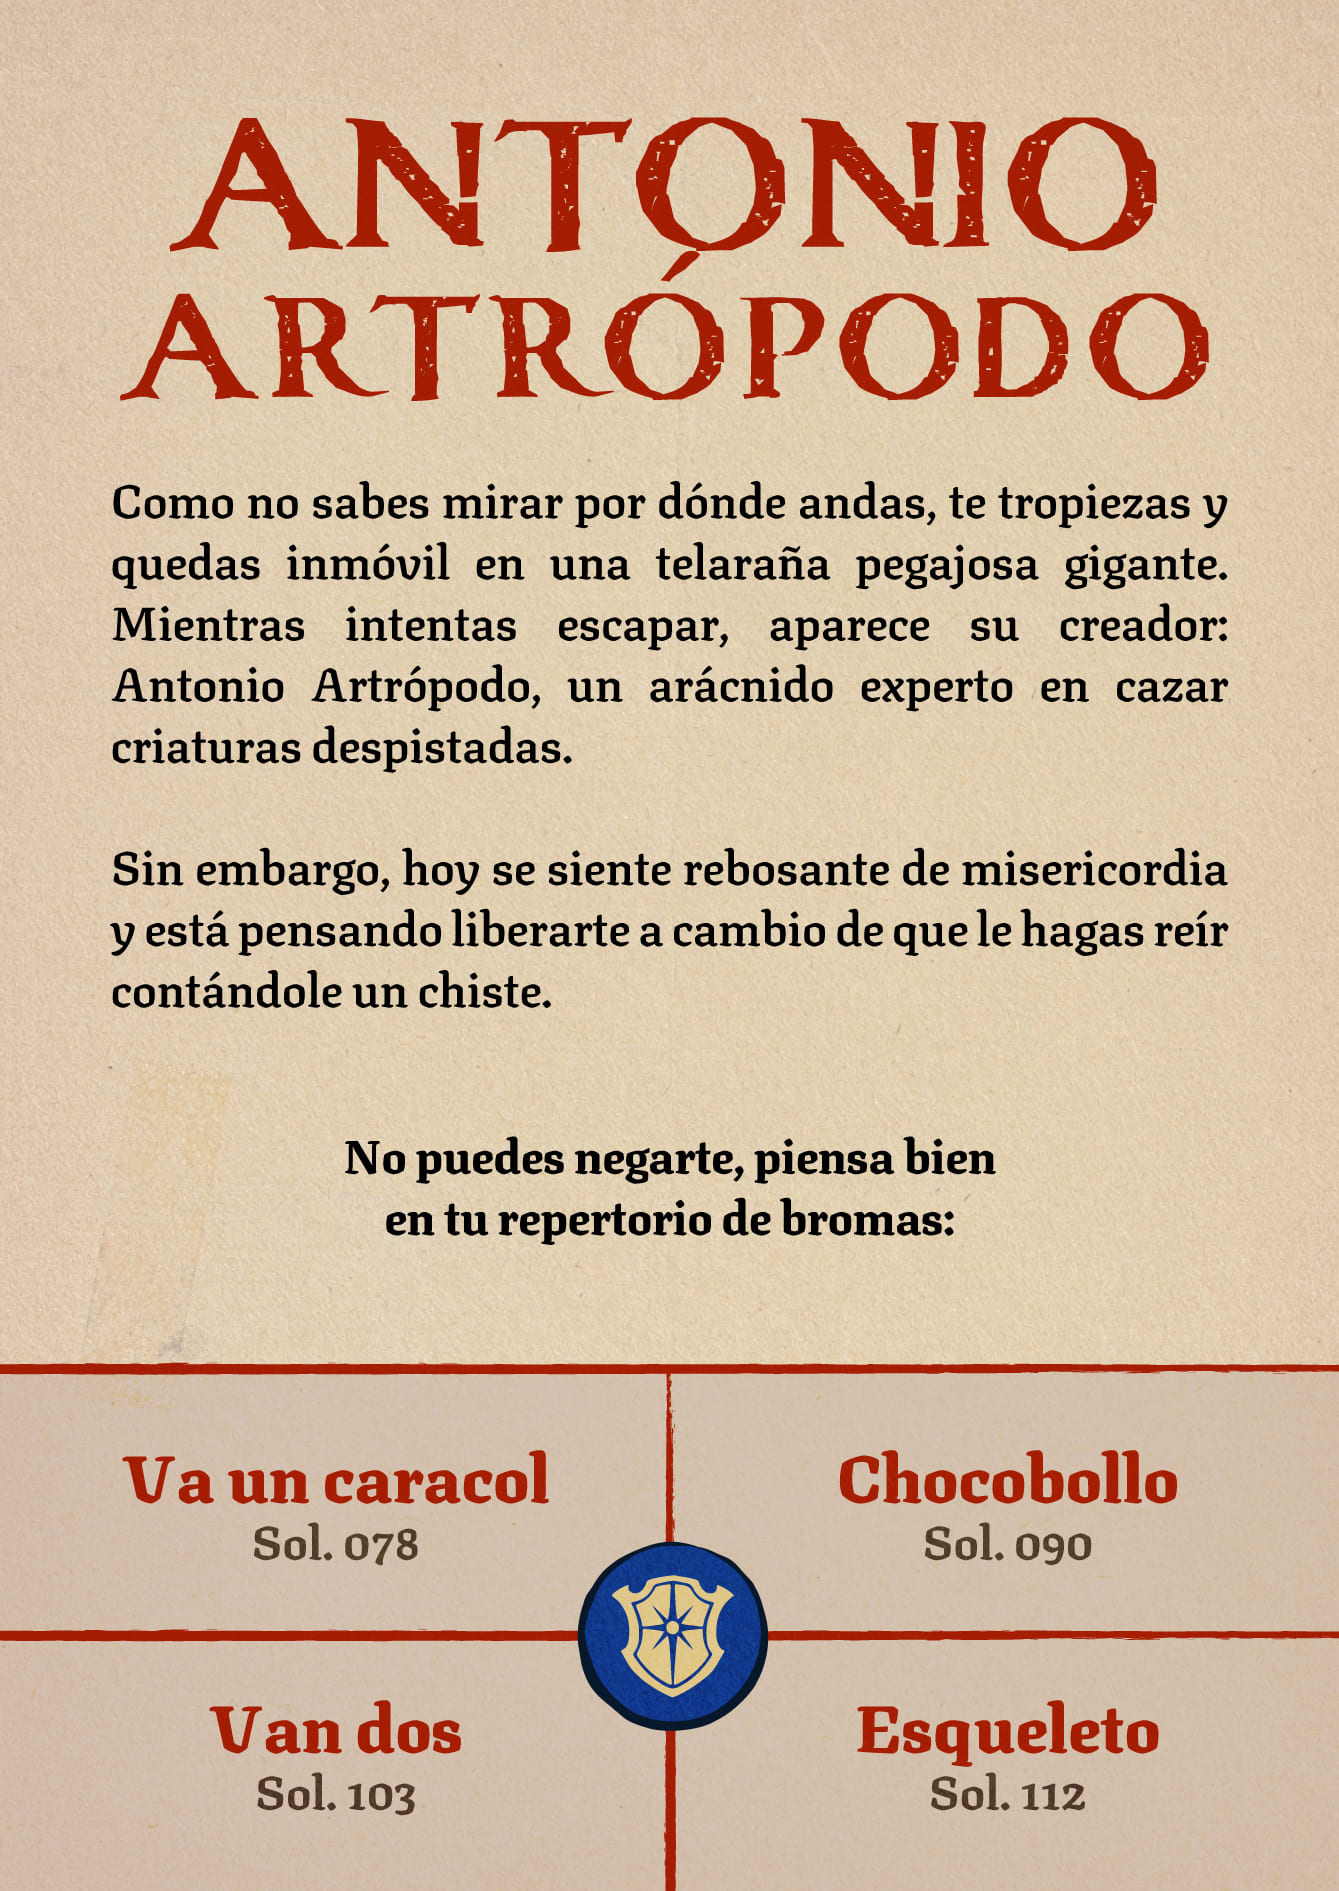 ANTONIO
ARTRÓPODO
Como no sabes mirar por dónde andas, te tropiezas y
quedas inmóvil en una telaraña pegajosa gigante.
Mientras intentas escapar, aparece su creador:
Antonio Artrópodo, un arácnido experto en cazar
criaturas despistadas.
Sin embargo, hoy se siente rebosante de misericordia
y está pensando liberarte a cambio de que le hagas reír
contándole un chiste.
No puedes negarte, piensa bien
en tu repertorio de bromas:
Va un caracol
Sol. 078
Chocobollo
Sol. 090
Van dos
Sol. 103
Esqueleto
Sol. 112